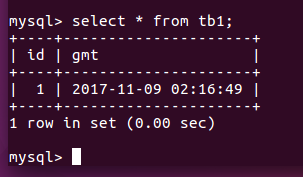 mysql> select * from tb1;
+----+---------------------+
| id | gmt                 |
+----+---------------------+
|  1 | 2017-11-09 02:16:49 |
+----+---------------------+
1 row in set (0.00 sec)
mysql>